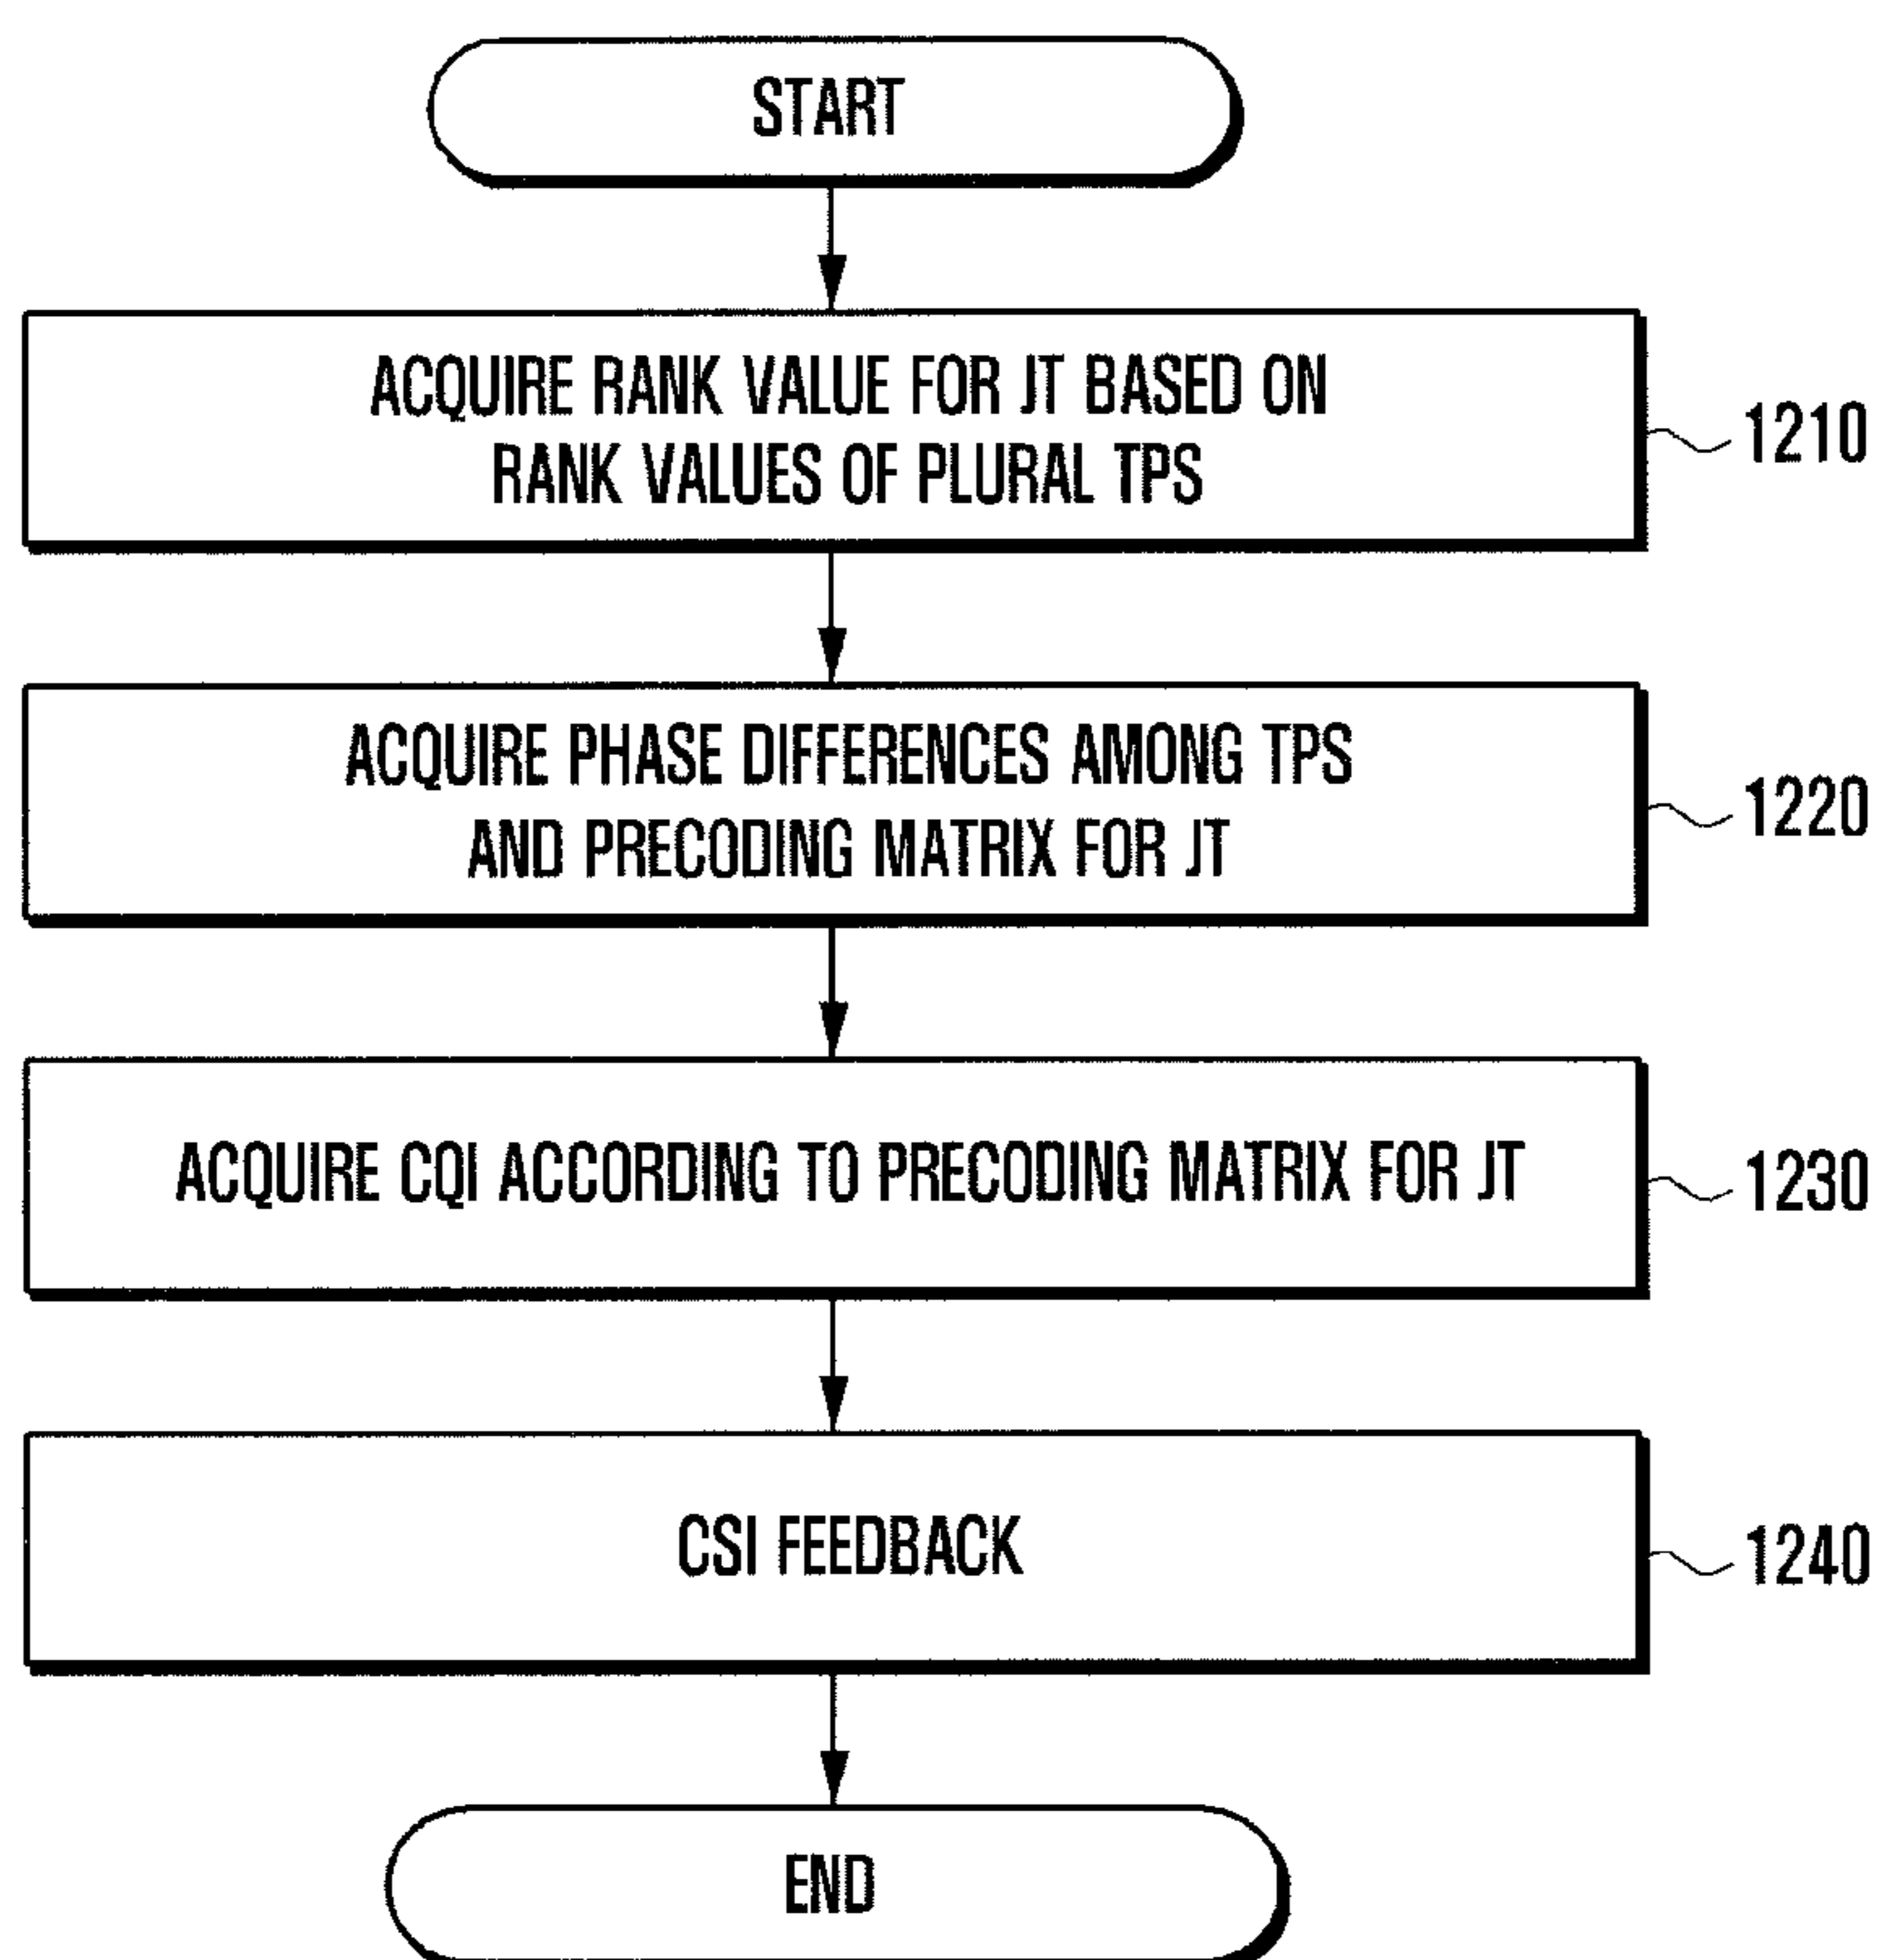 START
ACQUIRE RANK VALUE FOR JT BASED ON
RANK VALUES OF PLURAL TPS
1210
ACQUIRE PHASE DIFFERENCES AMONG TPS
AND PRECODING MATRIX FOR JT
1220
ACQUIRE CQI ACCORDING TO PRECODING MATRIX FOR JT
1230
CSI FEEDBACK
1240
END